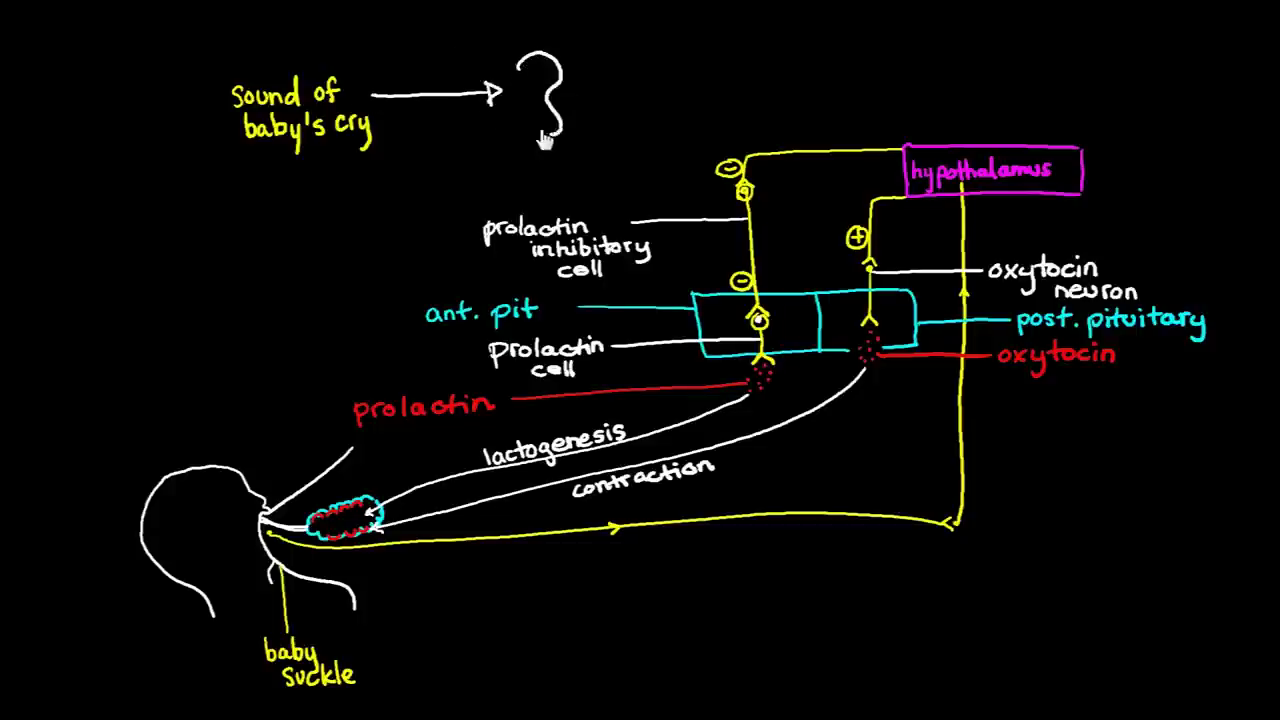 sound of
baby's cry
?
hypothalamus
-
prolactin
inhibitory
cell
+
oxytocin
neuron
-
ant. pit
post. pituitary
prolactin
cell
oxytocin
prolactin
lactogenesis
contraction
baby
suckle